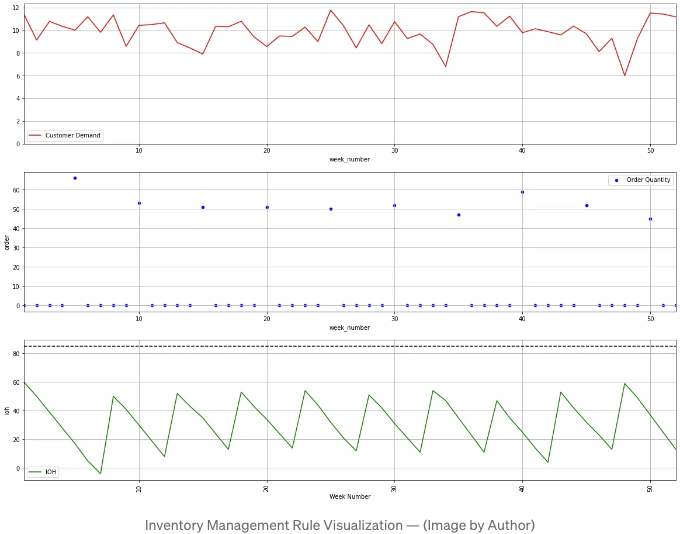 12
10
8
6
4
2
0
Customer Demand
10 20 30 40 50
week_number
60
50
40
30
20
10
0
order
Order Quantity
10 20 30 40 50
week_number
80
60
40
20
0
ioh
IOH
10 20 30 40 50
Week Number
Inventory Management Rule Visualization — (Image by Author)